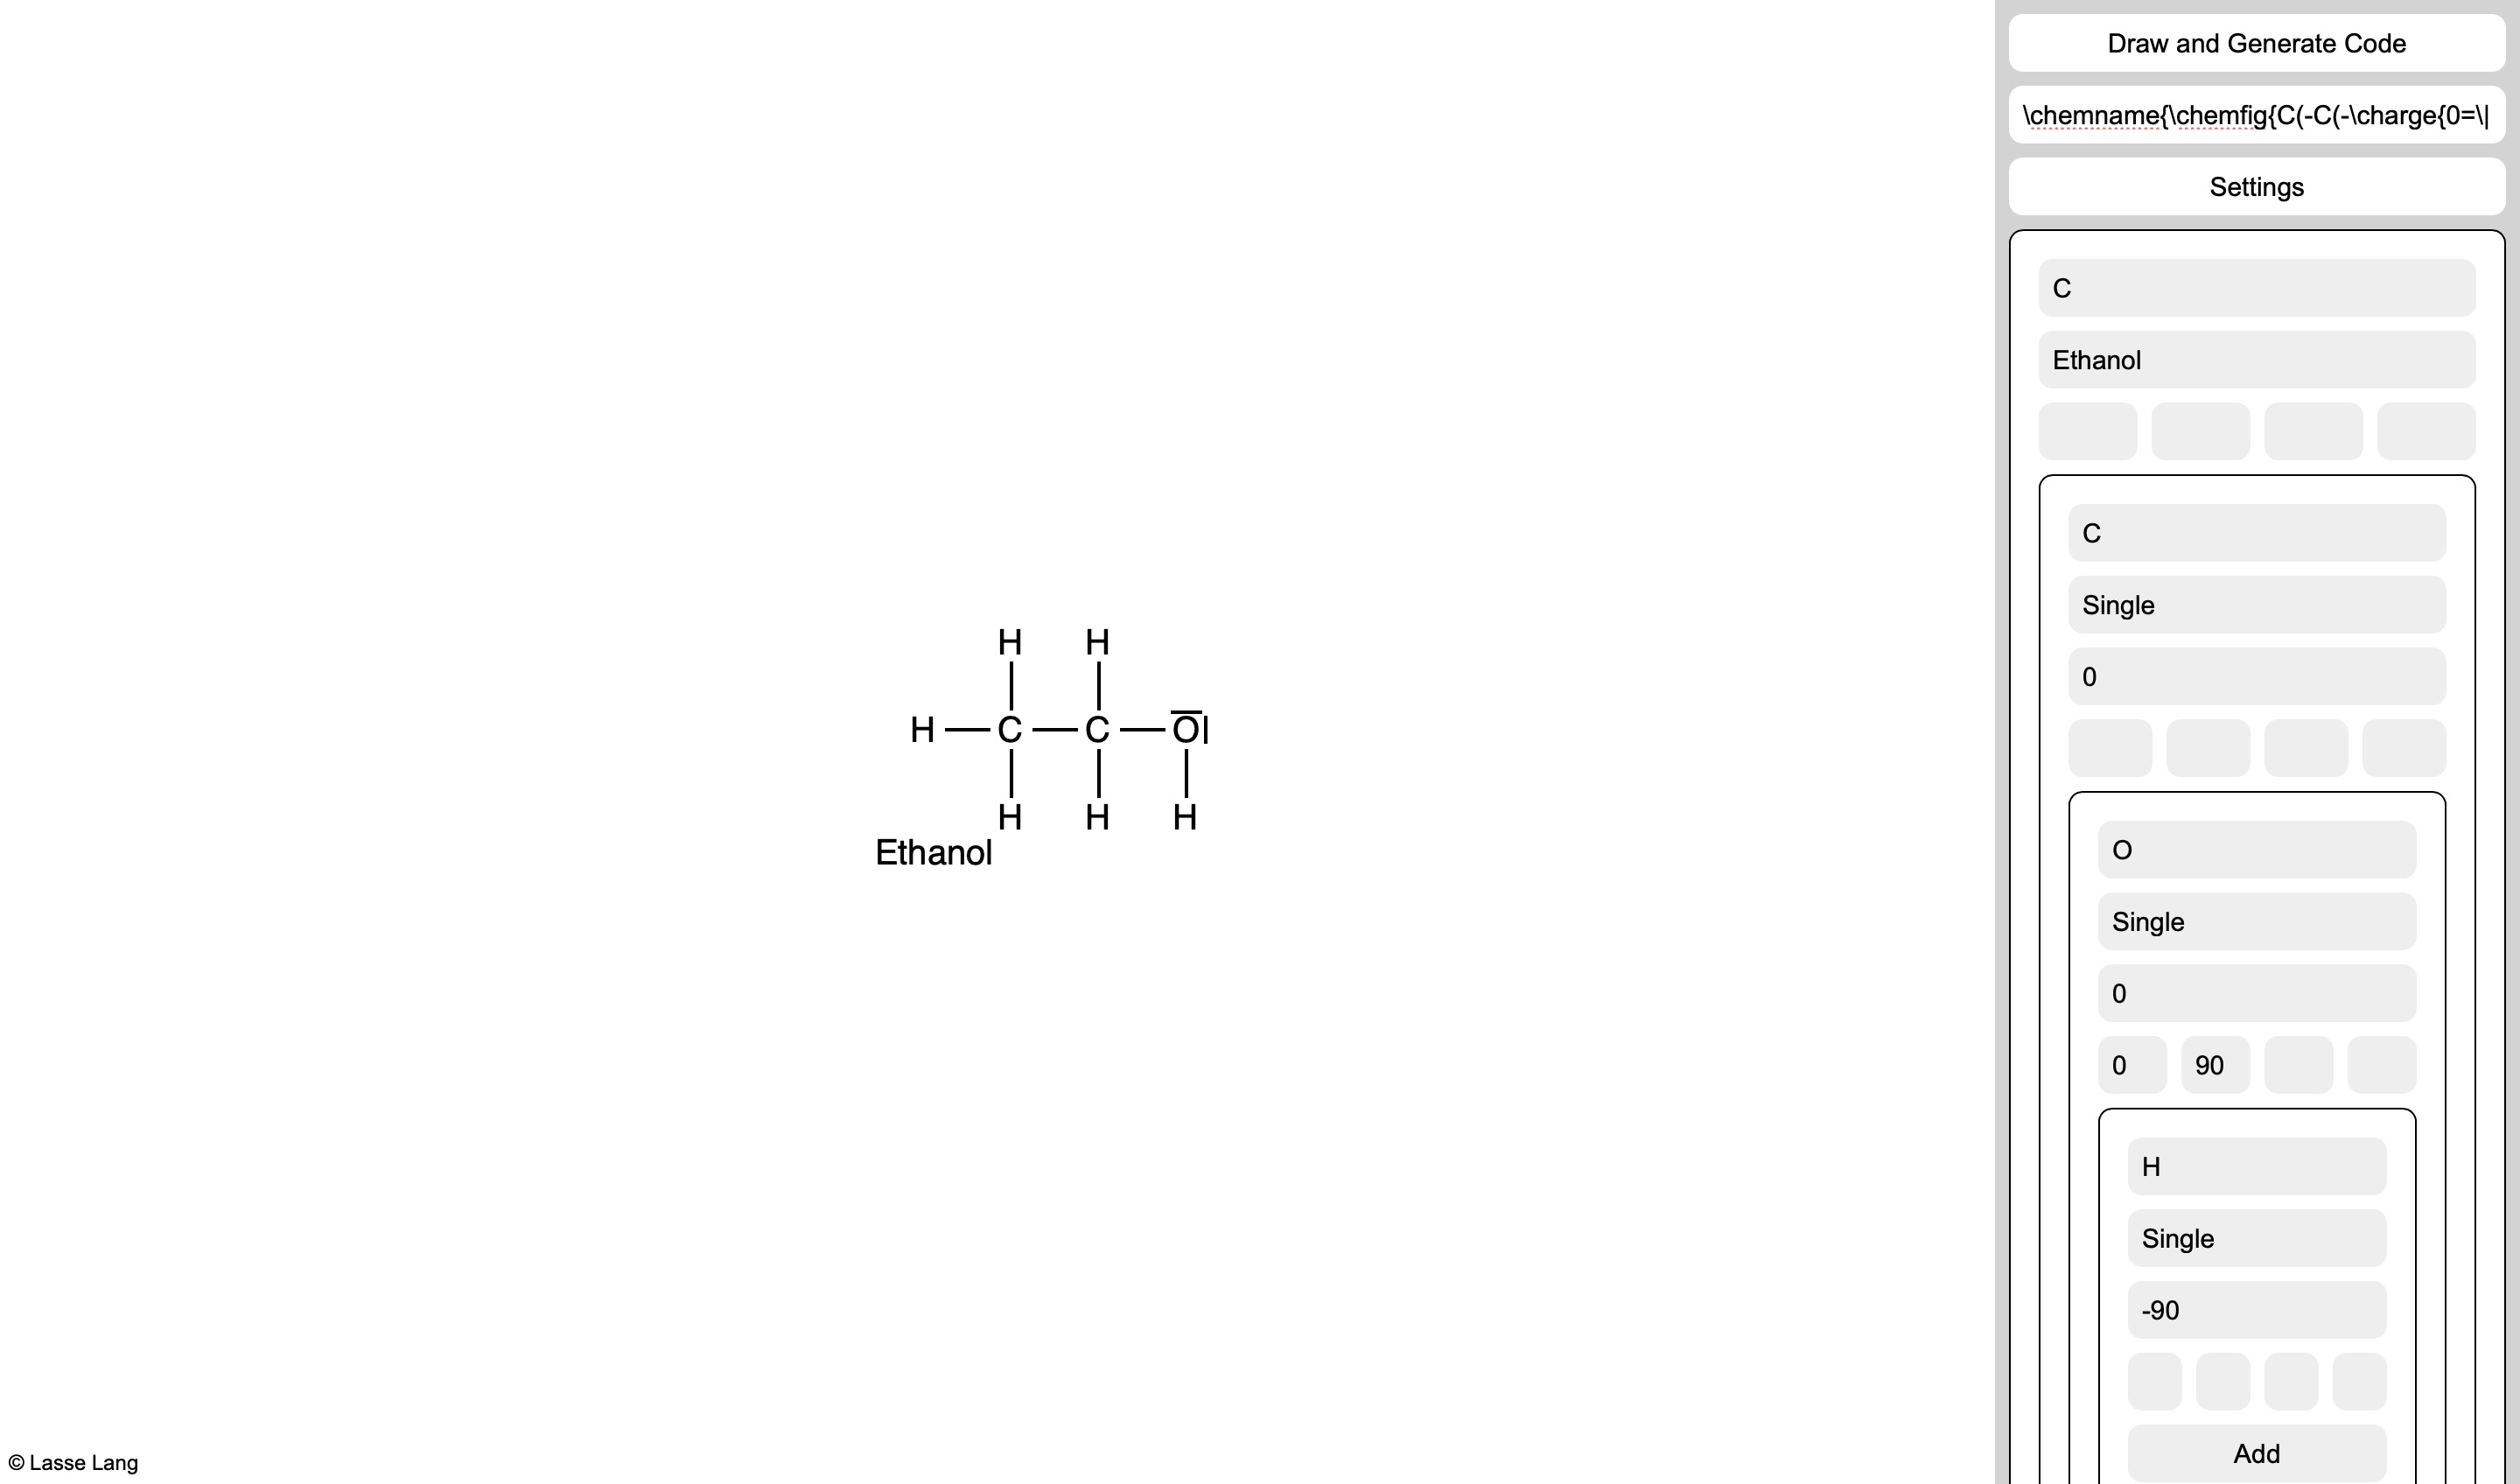 H H
H C C O
H H H
Ethanol
© Lasse Lang
Draw and Generate Code
\chemname{\chemfig{C(-C(-\charge{0=\|
Settings
C
Ethanol
C
Single
0
O
Single
0
0 90
H
Single
-90
Add